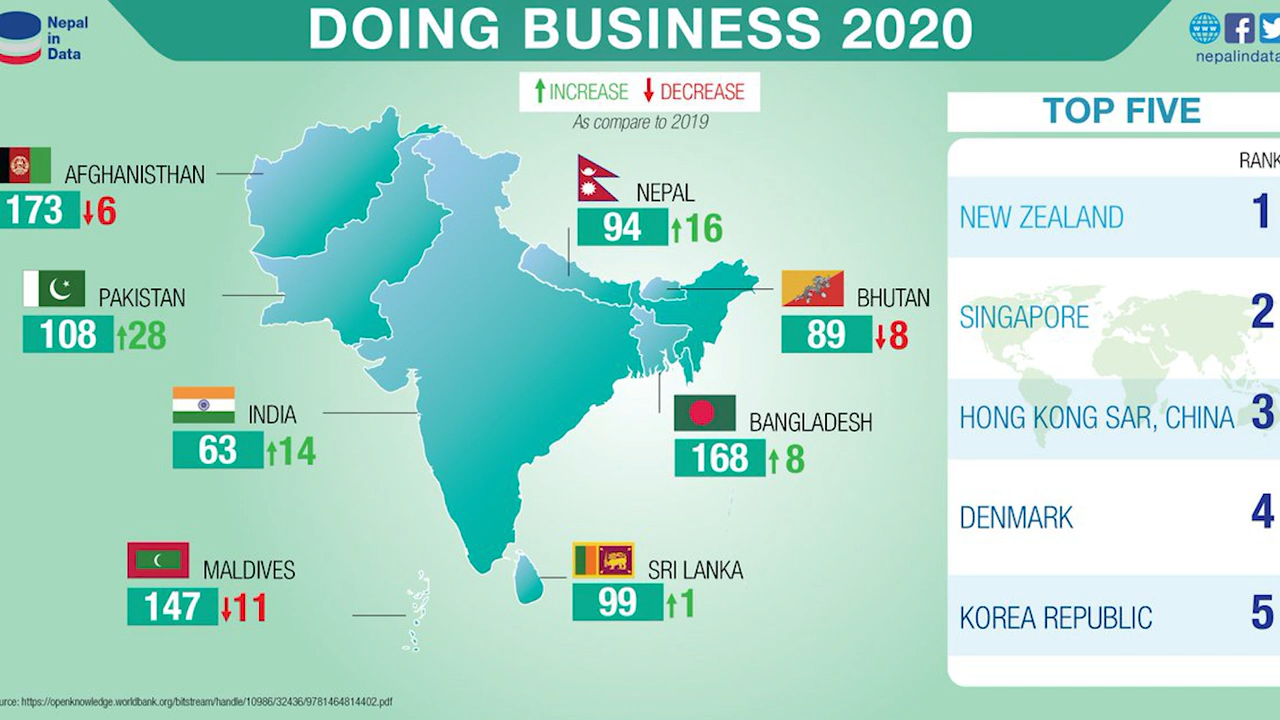 Nepal
in
Data
DOING BUSINESS 2020
nepalindata
INCREASE DECREASE
As compare to 2019
AFGHANISTHAN
173 6
PAKISTAN
108 28
INDIA
63 14
MALDIVES
147 11
NEPAL
94 16
BHUTAN
89 8
BANGLADESH
168 8
SRI LANKA
99 1
TOP FIVE
RANK
NEW ZEALAND 1
SINGAPORE 2
HONG KONG SAR, CHINA 3
DENMARK 4
KOREA REPUBLIC 5
urce: https://openknowledge.worldbank.org/bitstream/handle/10986/32436/9781464814402.pdf